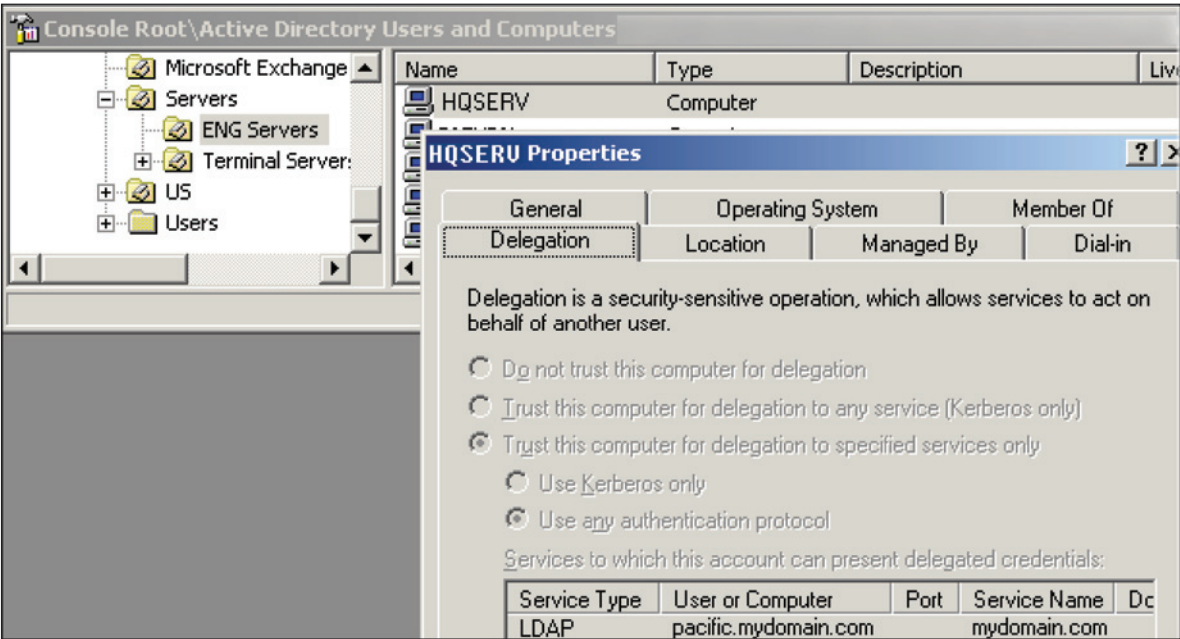 Console Root\Active Directory Users and Computers
Microsoft Exchange
Servers
ENG Servers
Terminal Server:
US
Users
Name Type Description Live
HQSERV Computer
HQSERV Properties
General Operating System Member Of
Delegation Location Managed By Dial-in
Delegation is a security-sensitive operation, which allows services to act on
behalf of another user.
Do not trust this computer for delegation
Trust this computer for delegation to any service (Kerberos only)
Trust this computer for delegation to specified services only
Use Kerberos only
Use any authentication protocol
Services to which this account can present delegated credentials:
Service Type User or Computer Port Service Name Dc
LDAP pacific.mydomain.com mydomain.com